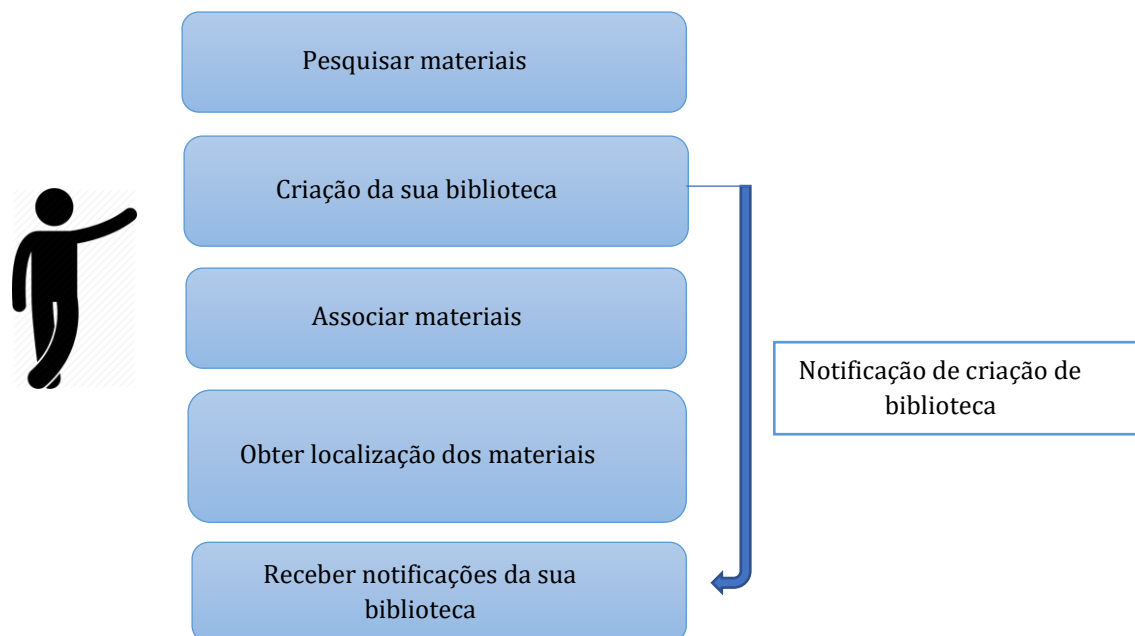 Pesquisar materiais
Criação da sua biblioteca
Associar materiais
Notificação de criação de
biblioteca
Obter localização dos materiais
Receber notificações da sua
biblioteca